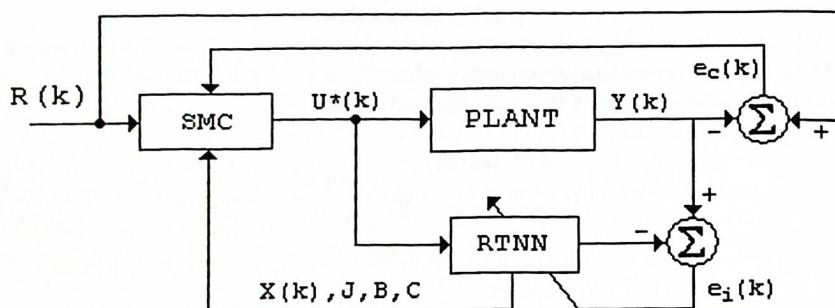 e_c(k)
R(k)
U*(k)
Y(k)
SMC
PLANT
Σ
-
+
+
RTNN
-
Σ
X(k),J,B,C
e_i(k)